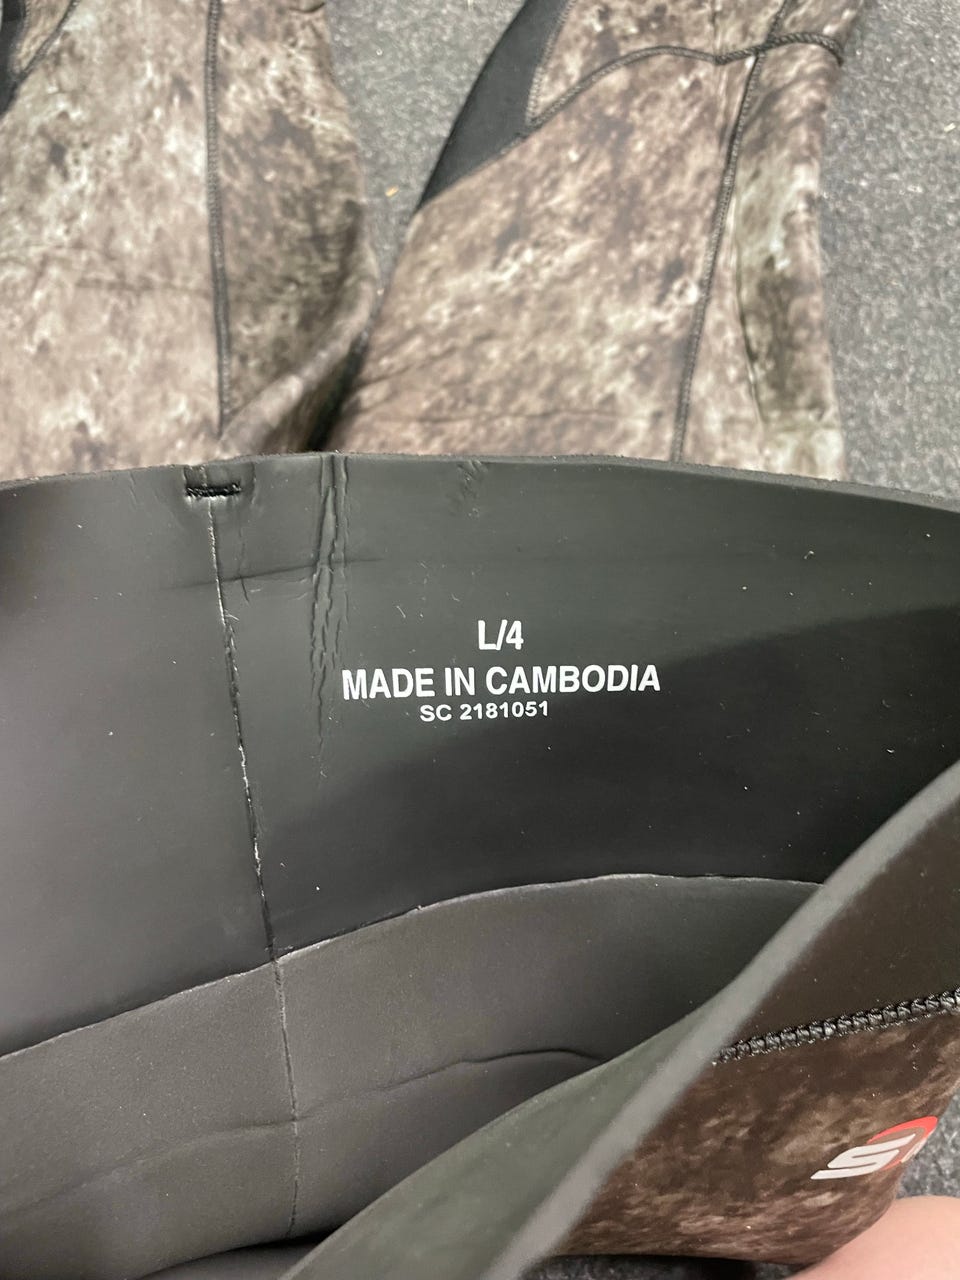 L/4
MADE IN CAMBODIA
SC 2181051